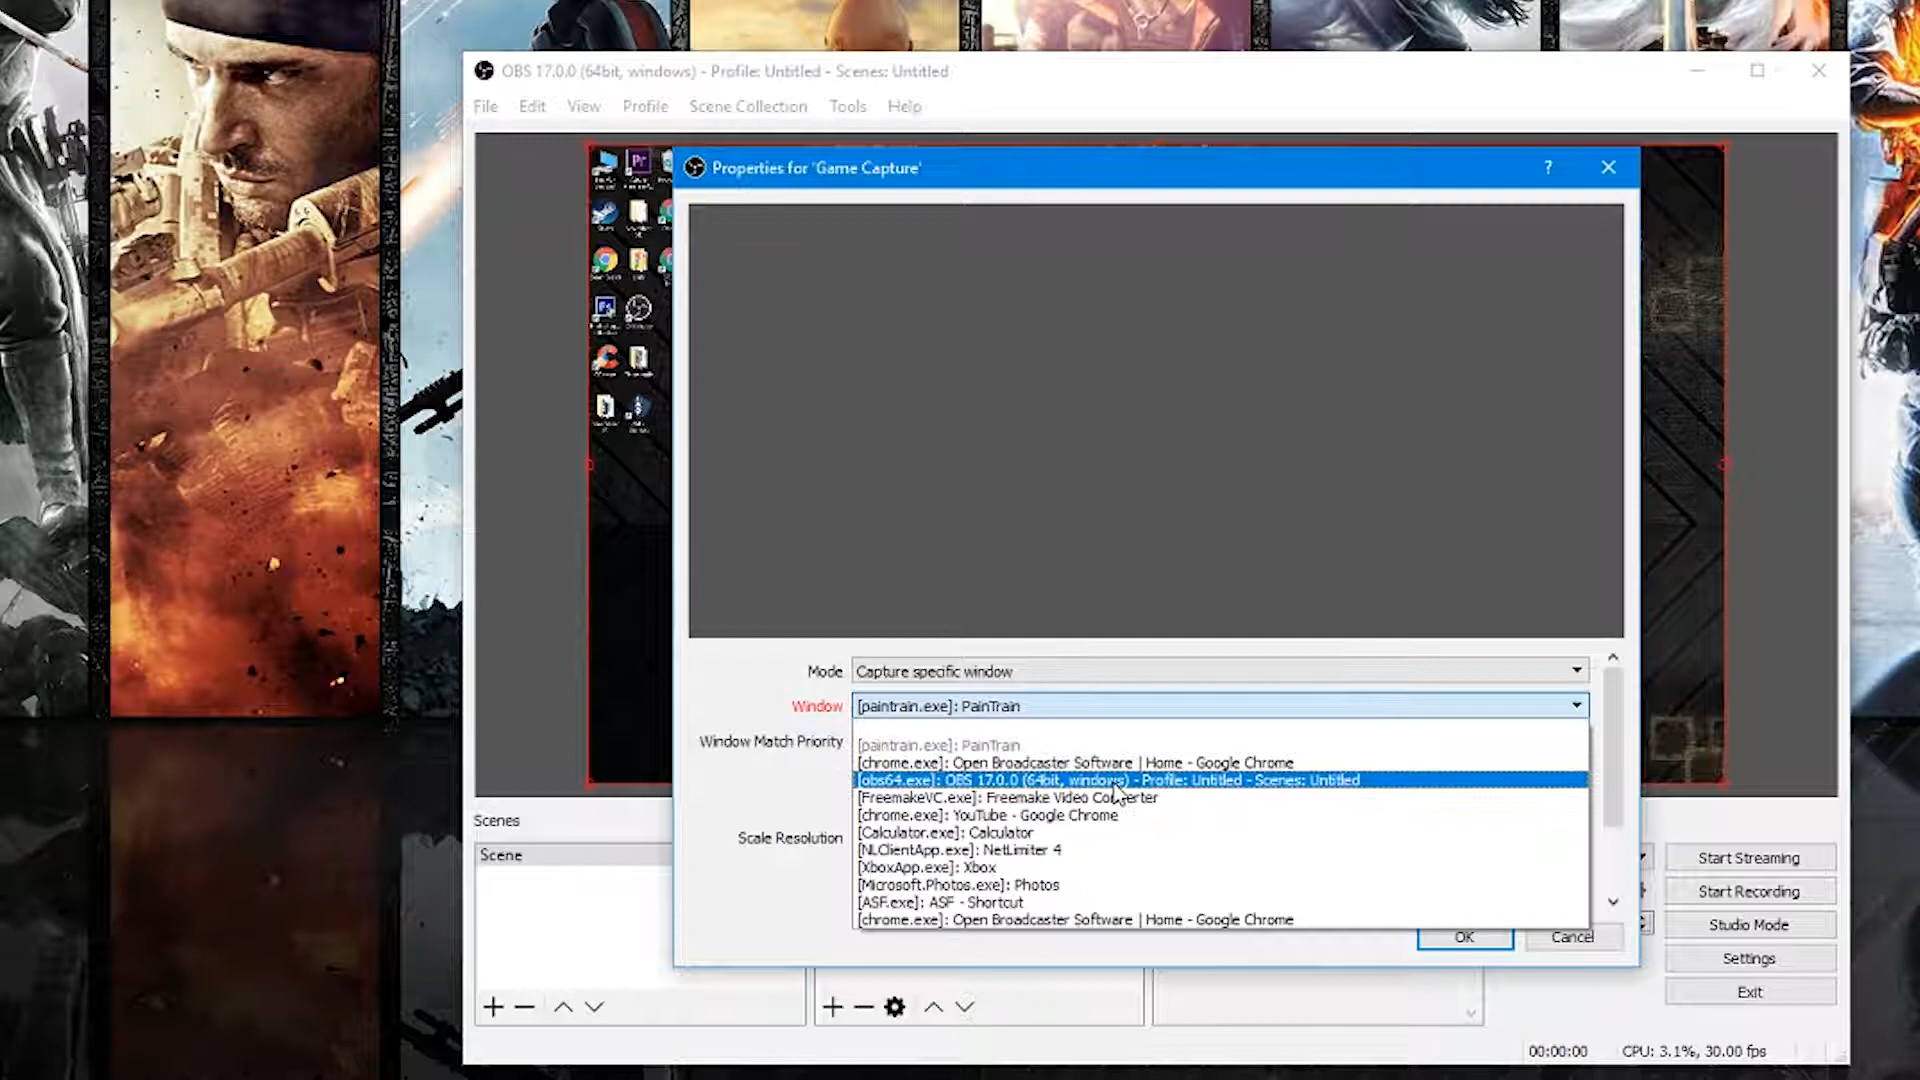 OBS 17.0.0 (64bit, windows) - Profile: Untitled - Scenes: Untitled
File Edit View Profile Scene Collection Tools Help
Pr
Properties for 'Game Capture'
?
Mode Capture specific window
Window [paintrain.exe]: PainTrain
Window Match Priority
[paintrain.exe]: PainTrain
[chrome.exe]: Open Broadcaster Software | Home - Google Chrome
[obs64.exe]: OBS 17.0.0 (64bit, windows) - Profile: Untitled - Scenes: Untitled
[FreemakeVC.exe]: Freemake Video Converter
[chrome.exe]: YouTube - Google Chrome
[Calculator.exe]: Calculator
[NLClientApp.exe]: NetLimiter 4
[XboxApp.exe]: Xbox
[Microsoft.Photos.exe]: Photos
[ASF.exe]: ASF - Shortcut
[chrome.exe]: Open Broadcaster Software | Home - Google Chrome
Scale Resolution
OK Cancel
Scenes
Scene
Start Streaming
Start Recording
Studio Mode
Settings
Exit
00:00:00 CPU: 3.1%, 30.00 fps